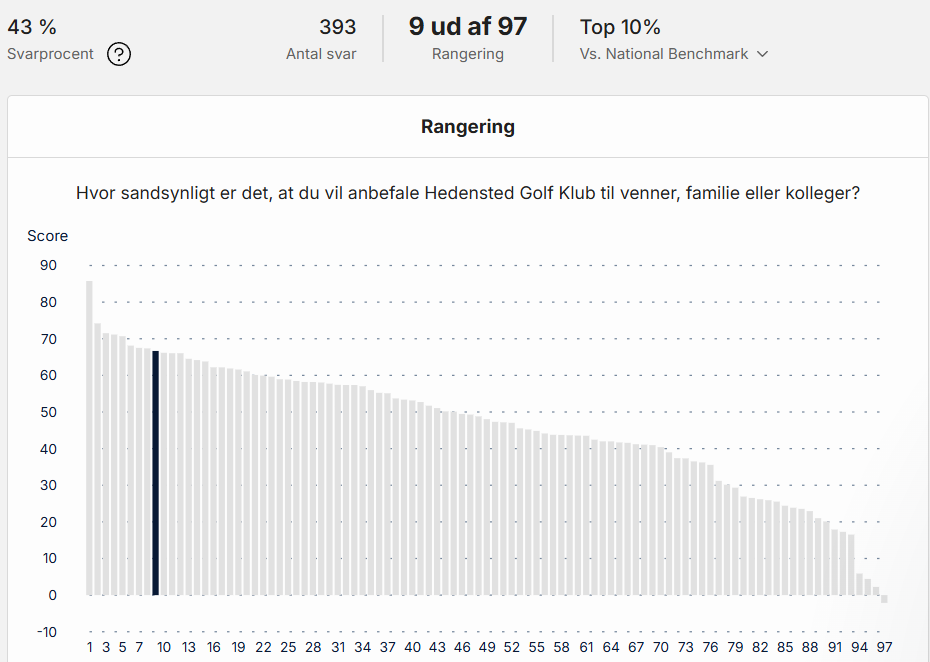 43 % 393 9 ud af 97 Top 10%
Svarprocent ? Antal svar Rangering Vs. National Benchmark
Rangering
Hvor sandsynligt er det, at du vil anbefale Hedensted Golf Klub til venner, familie eller kolleger?
Score
90
80
70
60
50
40
30
20
10
0
-10
1 3 5 7 10 13 16 19 22 25 28 31 34 37 40 43 46 49 52 55 58 61 64 67 70 73 76 79 82 85 88 91 94 97